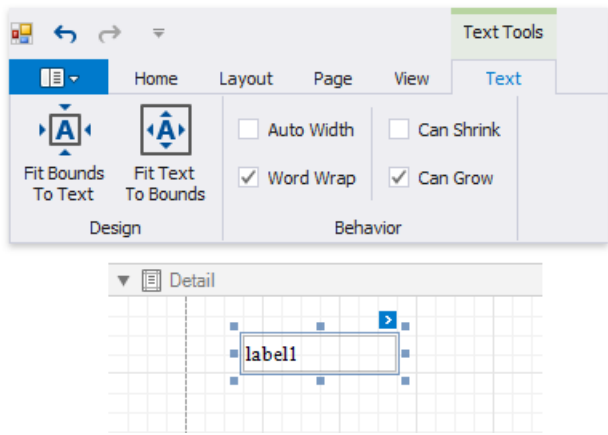 Text Tools
Home Layout Page View Text
A A Auto Width Can Shrink
Fit Bounds Fit Text Word Wrap Can Grow
To Text To Bounds
Design Behavior
Detail
label1